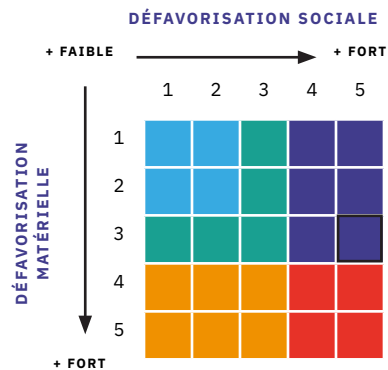 DÉFAVORISATION SOCIALE
+ FAIBLE
+ FORT
1 2 3 4 5
DÉFAVORISATION
MATÉRIELLE
1
2
3
4
5
+ FORT